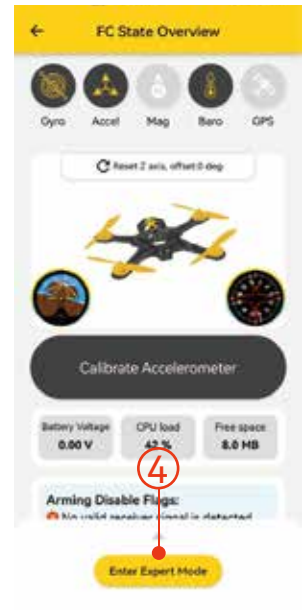 FC State Overview
Gyro Accel Mag Baro GPS
Reset Z axis, offset:0 deg
Calibrate Accelerometer
Battery Voltage CPU load Free space
0.00 V 42 % 8.0 MB
4
Arming Disable Flags:
No valid receiver signal is detected
Enter Expert Mode